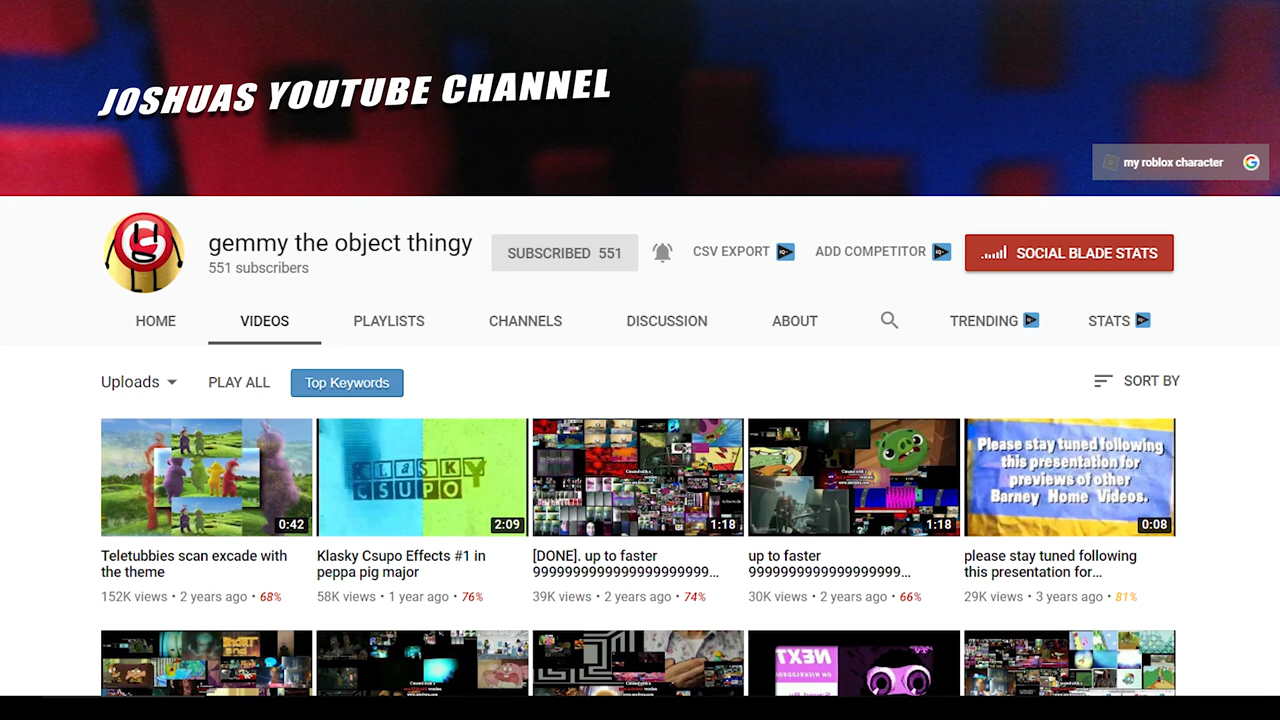 JOSHUAS YOUTUBE CHANNEL
my roblox character
gemmy the object thingy
551 subscribers
SUBSCRIBED 551
CSV EXPORT
ADD COMPETITOR
SOCIAL BLADE STATS
HOME
VIDEOS
PLAYLISTS
CHANNELS
DISCUSSION
ABOUT
TRENDING
STATS
Uploads
PLAY ALL
Top Keywords
SORT BY
KLaSKY
CSUPO
Please stay tuned following
this presentation for
previews of other
Barney Home Videos.
0:42
2:09
1:18
1:18
0:08
Teletubbies scan excade with
the theme
152K views • 2 years ago • 68%
Klasky Csupo Effects #1 in
peppa pig major
58K views • 1 year ago • 76%
[DONE]. up to faster
9999999999999999999999...
39K views • 2 years ago • 74%
up to faster
9999999999999999999...
30K views • 2 years ago • 66%
please stay tuned following
this presentation for...
29K views • 3 years ago • 81%
NEXT